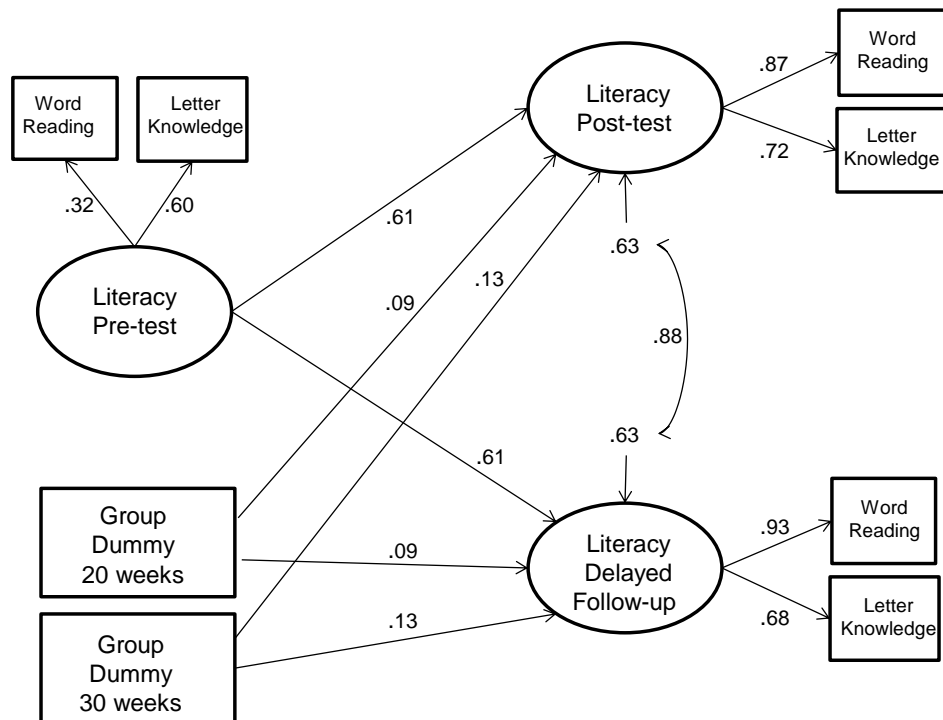 Word
Reading
Letter
Knowledge
.32
.60
Literacy
Pre-test
Literacy
Post-test
.87
.72
Word
Reading
Letter
Knowledge
.61
.09
.13
.63
.88
.63
.61
Group
Dummy
20 weeks
.09
Group
Dummy
30 weeks
.13
Literacy
Delayed
Follow-up
.93
.68
Word
Reading
Letter
Knowledge